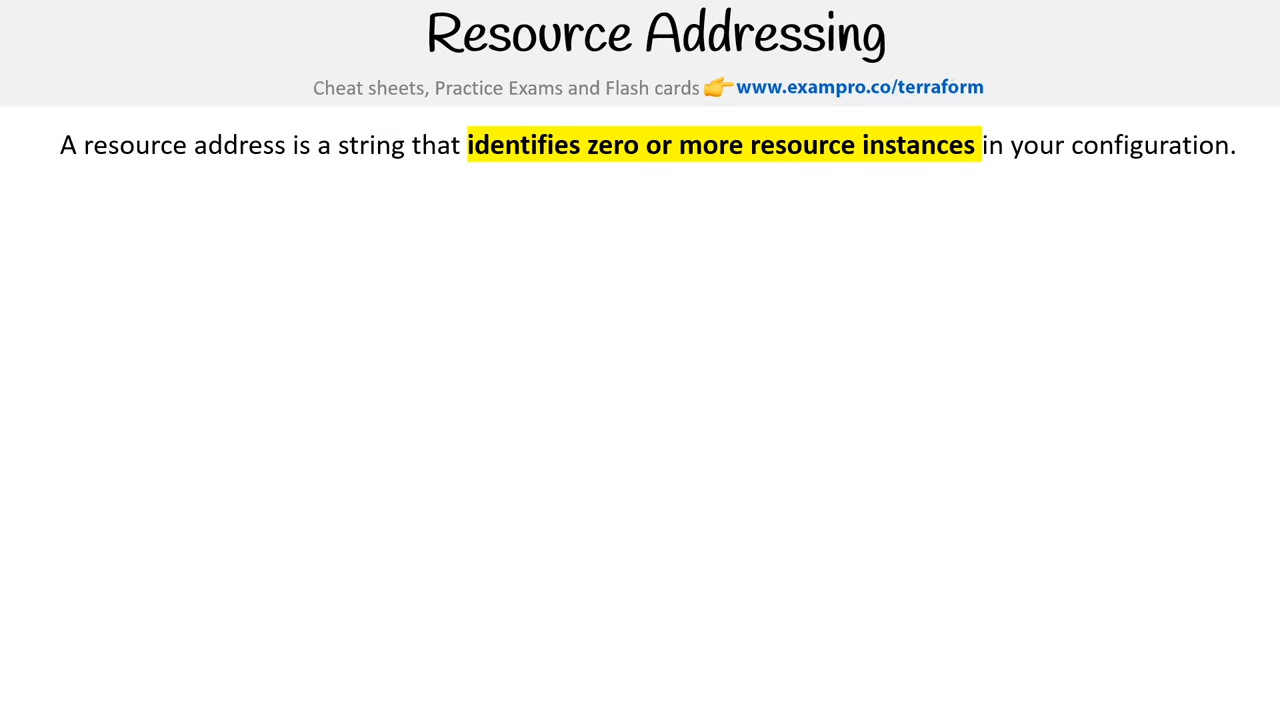 Resource Addressing
Cheat sheets, Practice Exams and Flash cards 👉 www.exampro.co/terraform
A resource address is a string that identifies zero or more resource instances in your configuration.